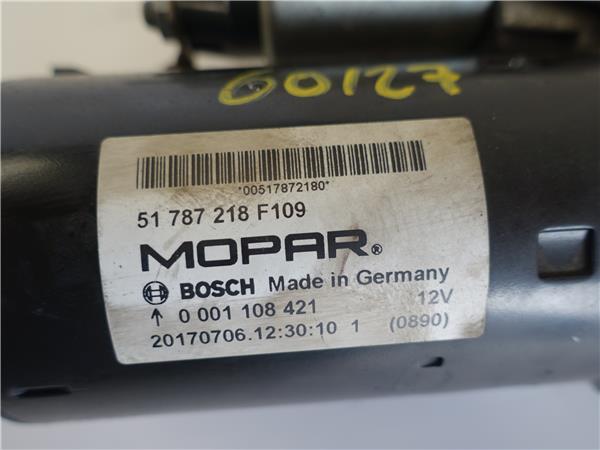 60127
*00517872180*
51 787 218 F109
MOPAR®
BOSCH Made in Germany
↑ 0 001 108 421 12V
20170706.12:30:10 1 (0890)